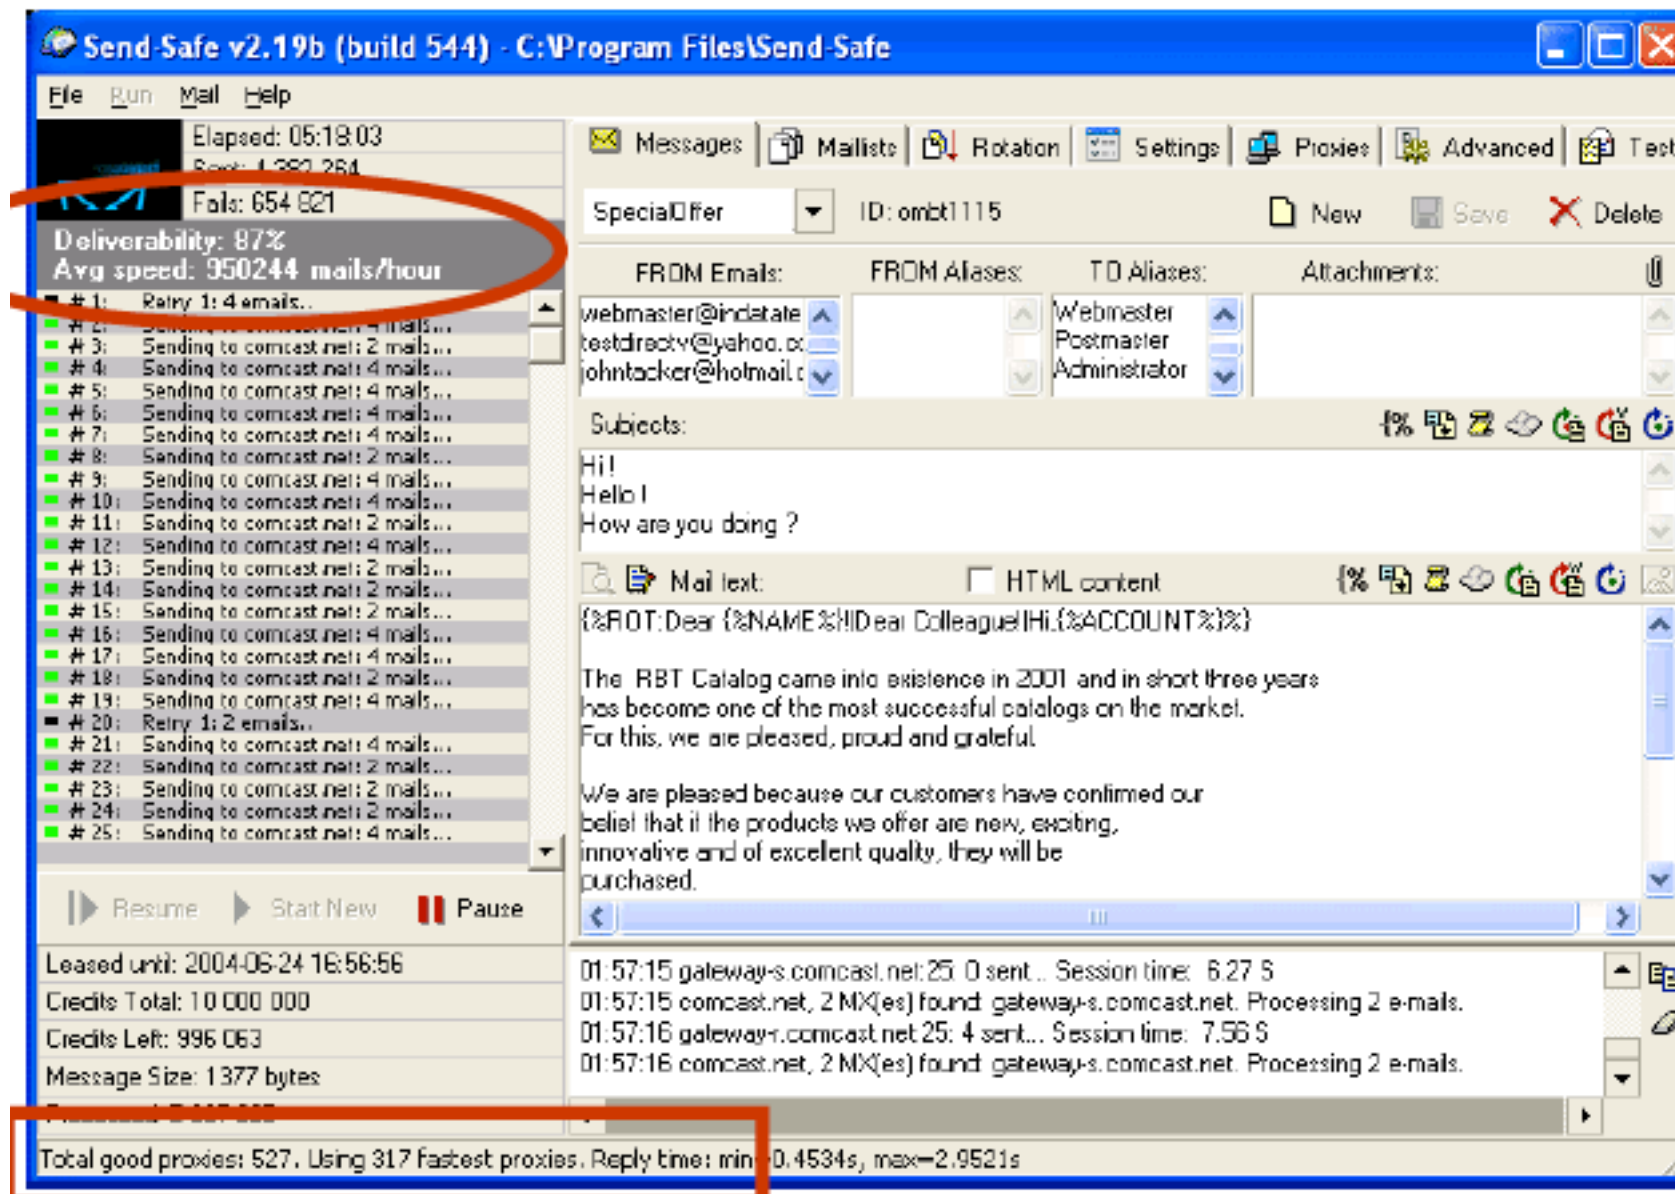 Send-Safe v2.19b (build 544) - C:\Program Files\Send-Safe
File Run Mail Help
Elapsed: 05:18:03
Fails: 654 821
Deliverability: 87%
Avg speed: 950244 mails/hour
# 1: Retry 1: 4 emails..
# 2: Sending to comcast.net: 4 mails...
# 3: Sending to comcast.net: 2 mails...
# 4: Sending to comcast.net: 4 mails...
# 5: Sending to comcast.net: 4 mails...
# 6: Sending to comcast.net: 4 mails...
# 7: Sending to comcast.net: 4 mails...
# 8: Sending to comcast.net: 2 mails...
# 9: Sending to comcast.net: 4 mails...
# 10: Sending to comcast.net: 4 mails...
# 11: Sending to comcast.net: 2 mails...
# 12: Sending to comcast.net: 4 mails...
# 13: Sending to comcast.net: 2 mails...
# 14: Sending to comcast.net: 2 mails...
# 15: Sending to comcast.net: 2 mails...
# 16: Sending to comcast.net: 4 mails...
# 17: Sending to comcast.net: 4 mails...
# 18: Sending to comcast.net: 2 mails...
# 19: Sending to comcast.net: 4 mails...
# 20: Retry 1: 2 emails..
# 21: Sending to comcast.net: 4 mails...
# 22: Sending to comcast.net: 2 mails...
# 23: Sending to comcast.net: 2 mails...
# 24: Sending to comcast.net: 2 mails...
# 25: Sending to comcast.net: 4 mails...
Resume Start New Pause
Leased until: 2004-06-24 16:56:56
Credits Total: 10 000 000
Credits Left: 996 063
Message Size: 1377 bytes
Messages Maillists Rotation Settings Proxies Advanced Test
SpecialOffer ID: ombt1115 New Save Delete
FROM Emails: FROM Aliases: TO Aliases: Attachments:
webmaster@indatate Webmaster
testdirectv@yahoo.co Postmaster
johntacker@hotmail.c Administrator
Subjects:
Hi !
Hello !
How are you doing ?
Mail text: HTML content
{%ROT:Dear {%NAME%}!|Dear Colleague!|Hi,{%ACCOUNT%}%}
The RBT Catalog came into existence in 2001 and in short three years
has become one of the most successful catalogs on the market.
For this, we are pleased, proud and grateful.
We are pleased because our customers have confirmed our
belief that if the products we offer are new, exciting,
innovative and of excellent quality, they will be
purchased.
01:57:15 gateway-s.comcast.net:25: 0 sent... Session time: 6.27 S
01:57:15 comcast.net, 2 MX(es) found: gateway-s.comcast.net. Processing 2 e-mails.
01:57:16 gateway-r.comcast.net:25: 4 sent... Session time: 7.56 S
01:57:16 comcast.net, 2 MX(es) found: gateway-s.comcast.net. Processing 2 e-mails.
Total good proxies: 527. Using 317 fastest proxies. Reply time: min=0.4534s, max=2.9521s